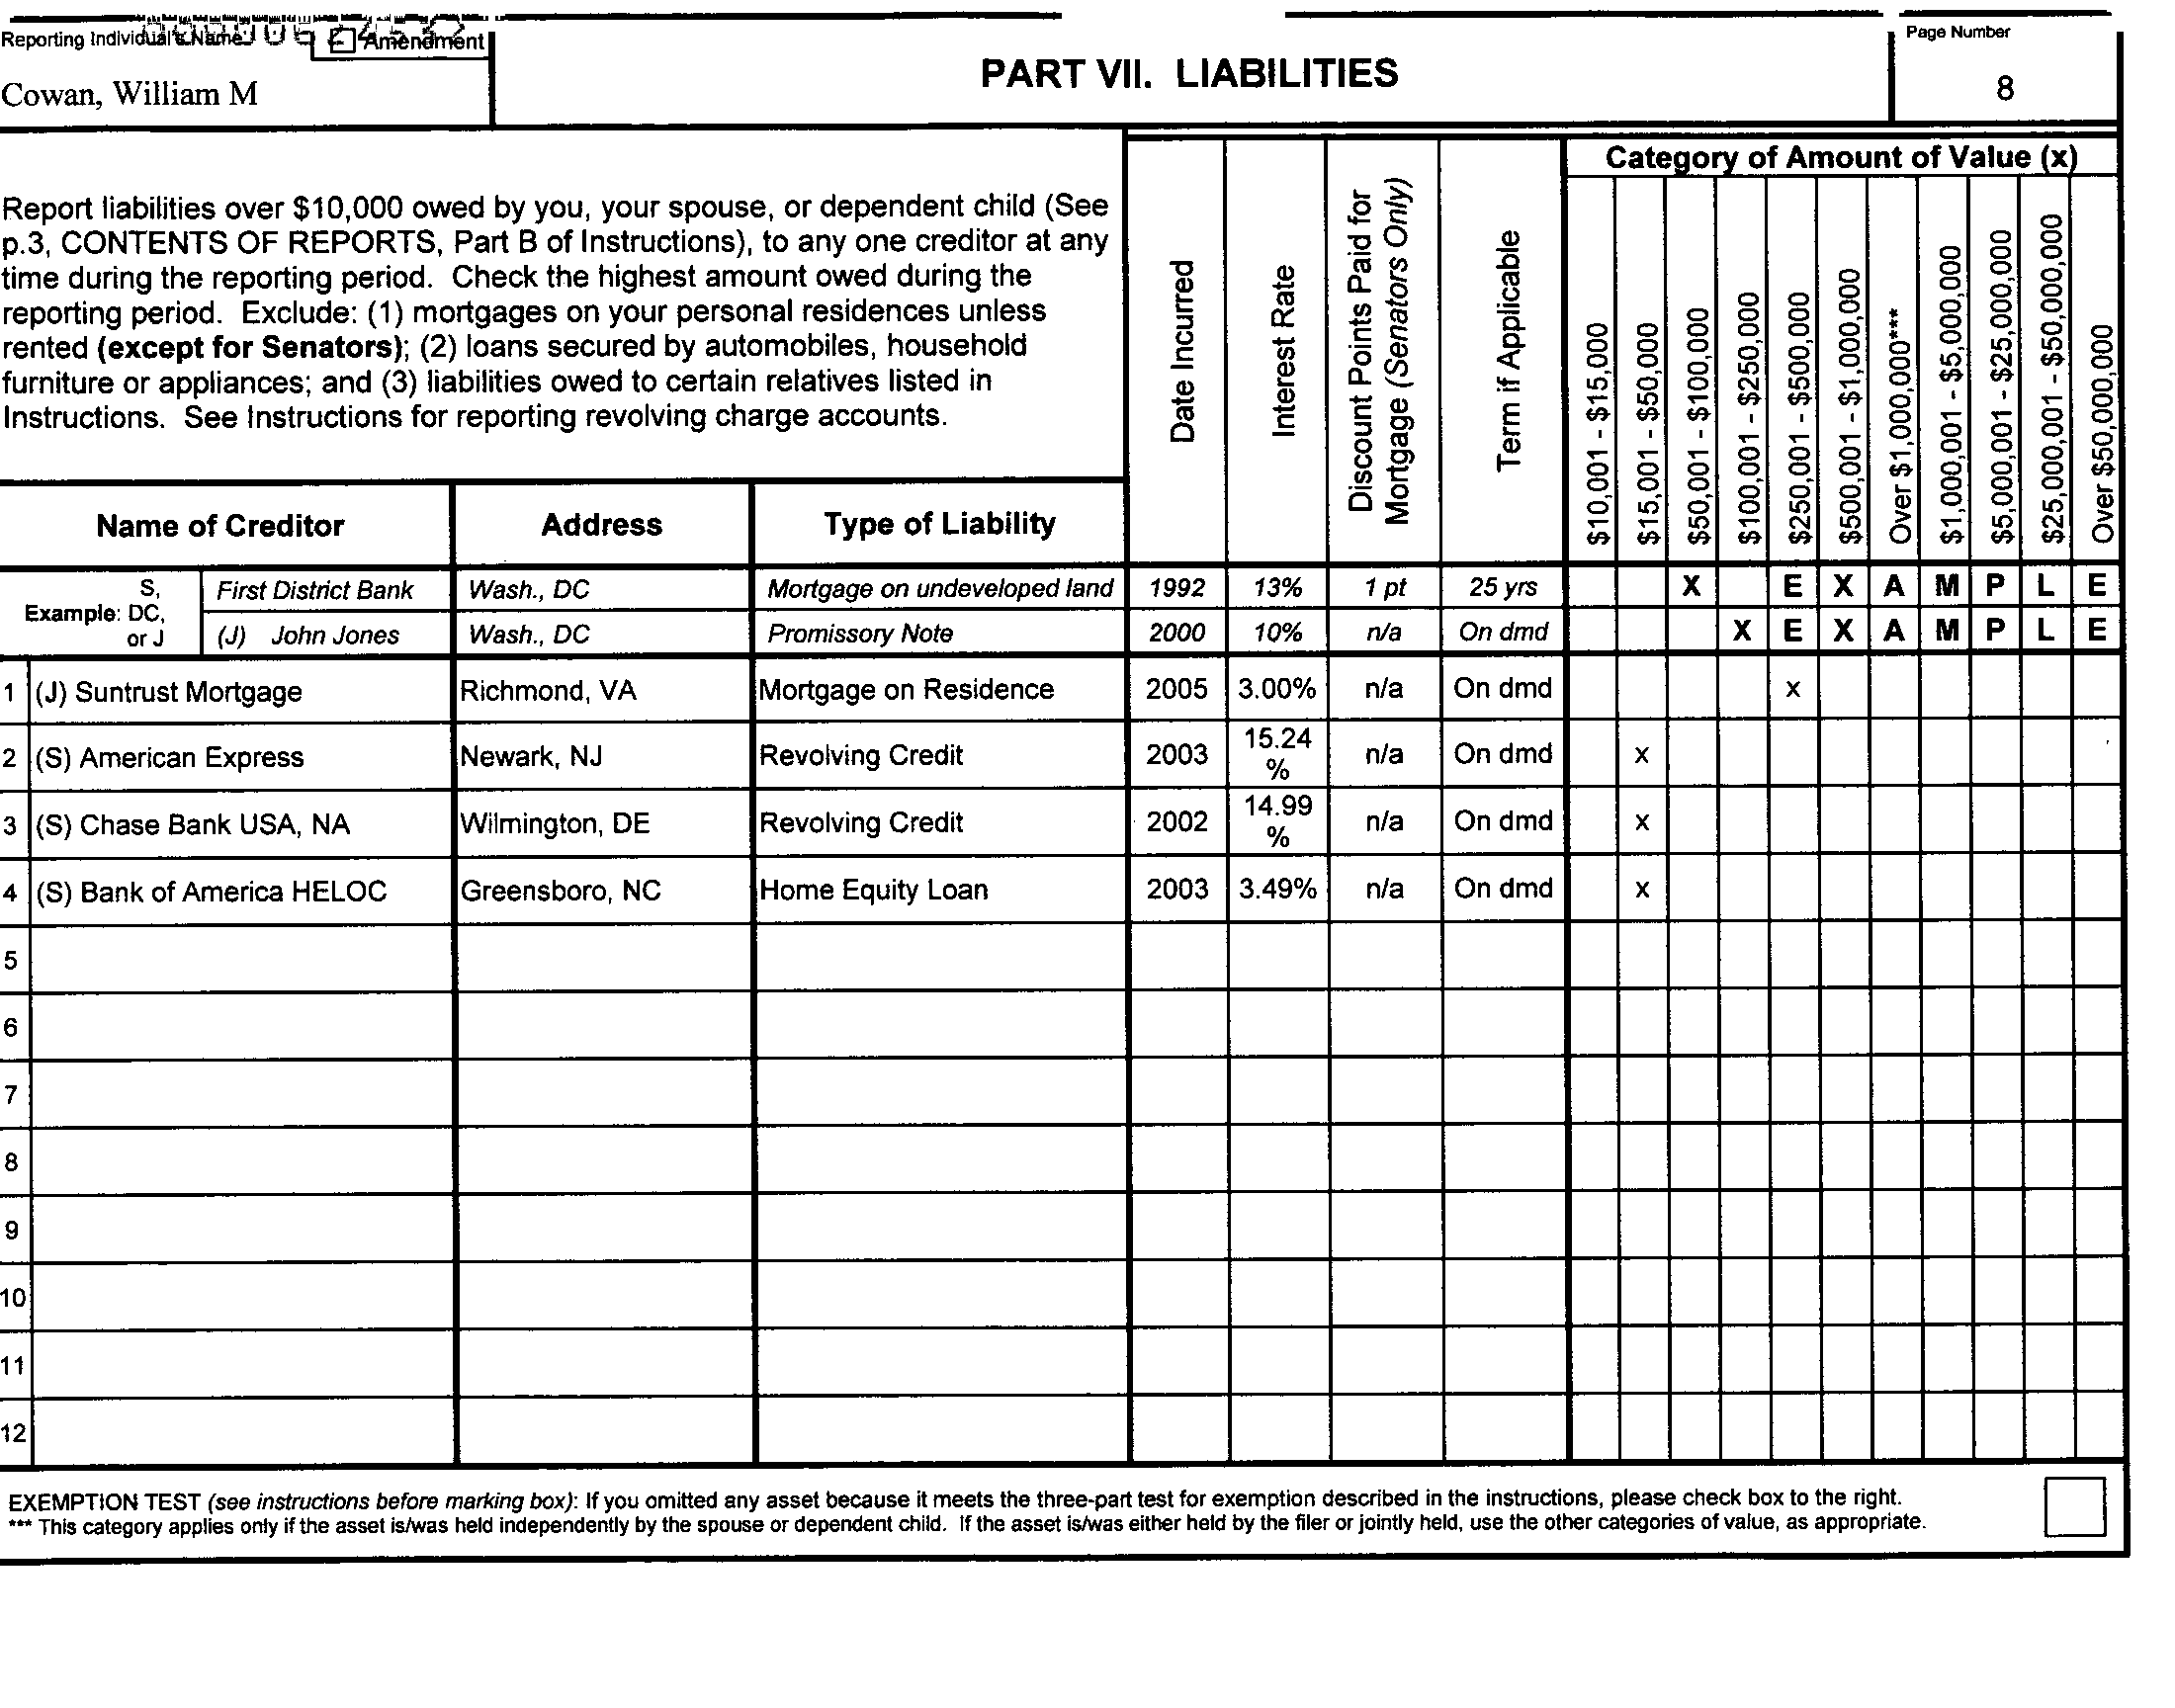 Reporting Individual's Name
Amendment
Cowan, William M
PART VII. LIABILITIES
Page Number
8
Report liabilities over $10,000 owed by you, your spouse, or dependent child (See
p.3, CONTENTS OF REPORTS, Part B of Instructions), to any one creditor at any
time during the reporting period. Check the highest amount owed during the
reporting period. Exclude: (1) mortgages on your personal residences unless
rented (except for Senators); (2) loans secured by automobiles, household
furniture or appliances; and (3) liabilities owed to certain relatives listed in
Instructions. See Instructions for reporting revolving charge accounts.
Name of Creditor
Address
Type of Liability
Date Incurred
Interest Rate
Discount Points Paid for
Mortgage (Senators Only)
Term if Applicable
Category of Amount of Value (x)
$10,001 - $15,000
$15,001 - $50,000
$50,001 - $100,000
$100,001 - $250,000
$250,001 - $500,000
$500,001 - $1,000,000
Over $1,000,000***
$1,000,001 - $5,000,000
$5,000,001 - $25,000,000
$25,000,001 - $50,000,000
Over $50,000,000
S,
Example: DC,
or J
First District Bank Wash., DC Mortgage on undeveloped land 1992 13% 1 pt 25 yrs X E X A M P L E
(J) John Jones Wash., DC Promissory Note 2000 10% n/a On dmd X E X A M P L E
1 (J) Suntrust Mortgage Richmond, VA Mortgage on Residence 2005 3.00% n/a On dmd x
2 (S) American Express Newark, NJ Revolving Credit 2003 15.24 % n/a On dmd x
3 (S) Chase Bank USA, NA Wilmington, DE Revolving Credit 2002 14.99 % n/a On dmd x
4 (S) Bank of America HELOC Greensboro, NC Home Equity Loan 2003 3.49% n/a On dmd x
5
6
7
8
9
10
11
12
EXEMPTION TEST (see instructions before marking box): If you omitted any asset because it meets the three-part test for exemption described in the instructions, please check box to the right.
*** This category applies only if the asset is/was held independently by the spouse or dependent child. If the asset is/was either held by the filer or jointly held, use the other categories of value, as appropriate.